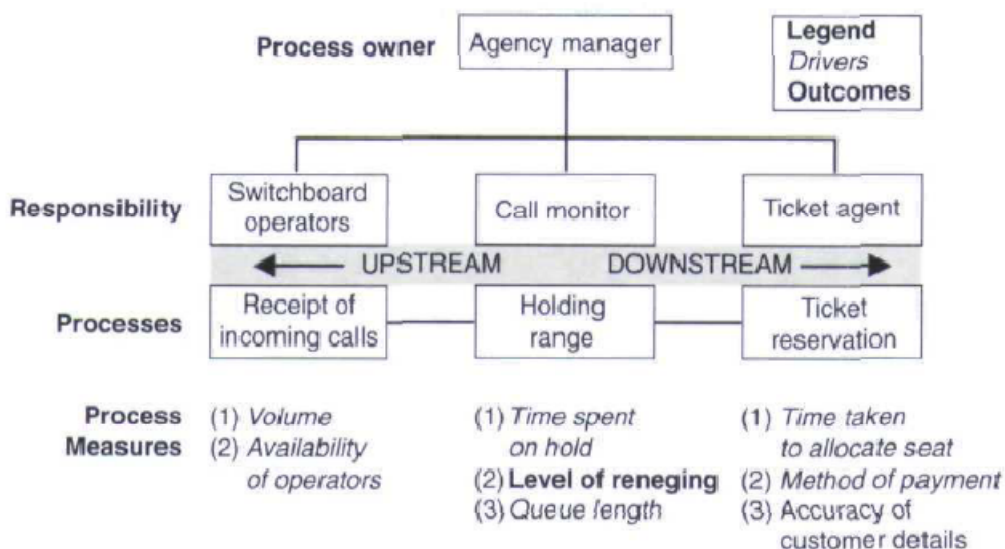 Process owner
Agency manager
Legend
Drivers
Outcomes
Responsibility
Switchboard
operators
Call monitor
Ticket agent
UPSTREAM
DOWNSTREAM
Processes
Receipt of
incoming calls
Holding
range
Ticket
reservation
Process
Measures
(1) Volume
(2) Availability
of operators
(1) Time spent
on hold
(2) Level of reneging
(3) Queue length
(1) Time taken
to allocate seat
(2) Method of payment
(3) Accuracy of
customer details